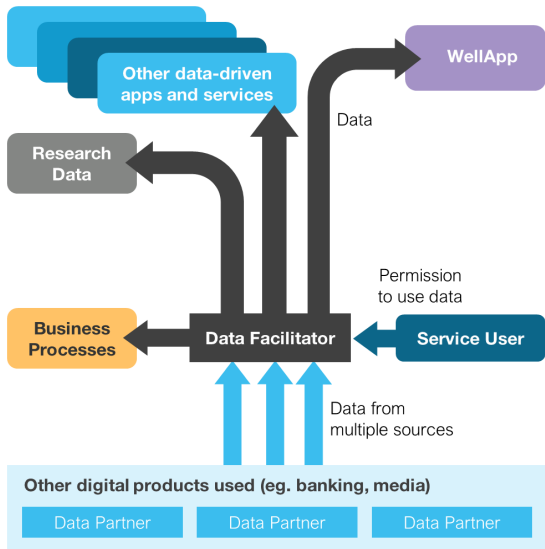 Other data-driven
apps and services
WellApp
Data
Research
Data
Permission
to use data
Business
Processes
Data Facilitator
Service User
Data from
multiple sources
Other digital products used (eg. banking, media)
Data Partner
Data Partner
Data Partner